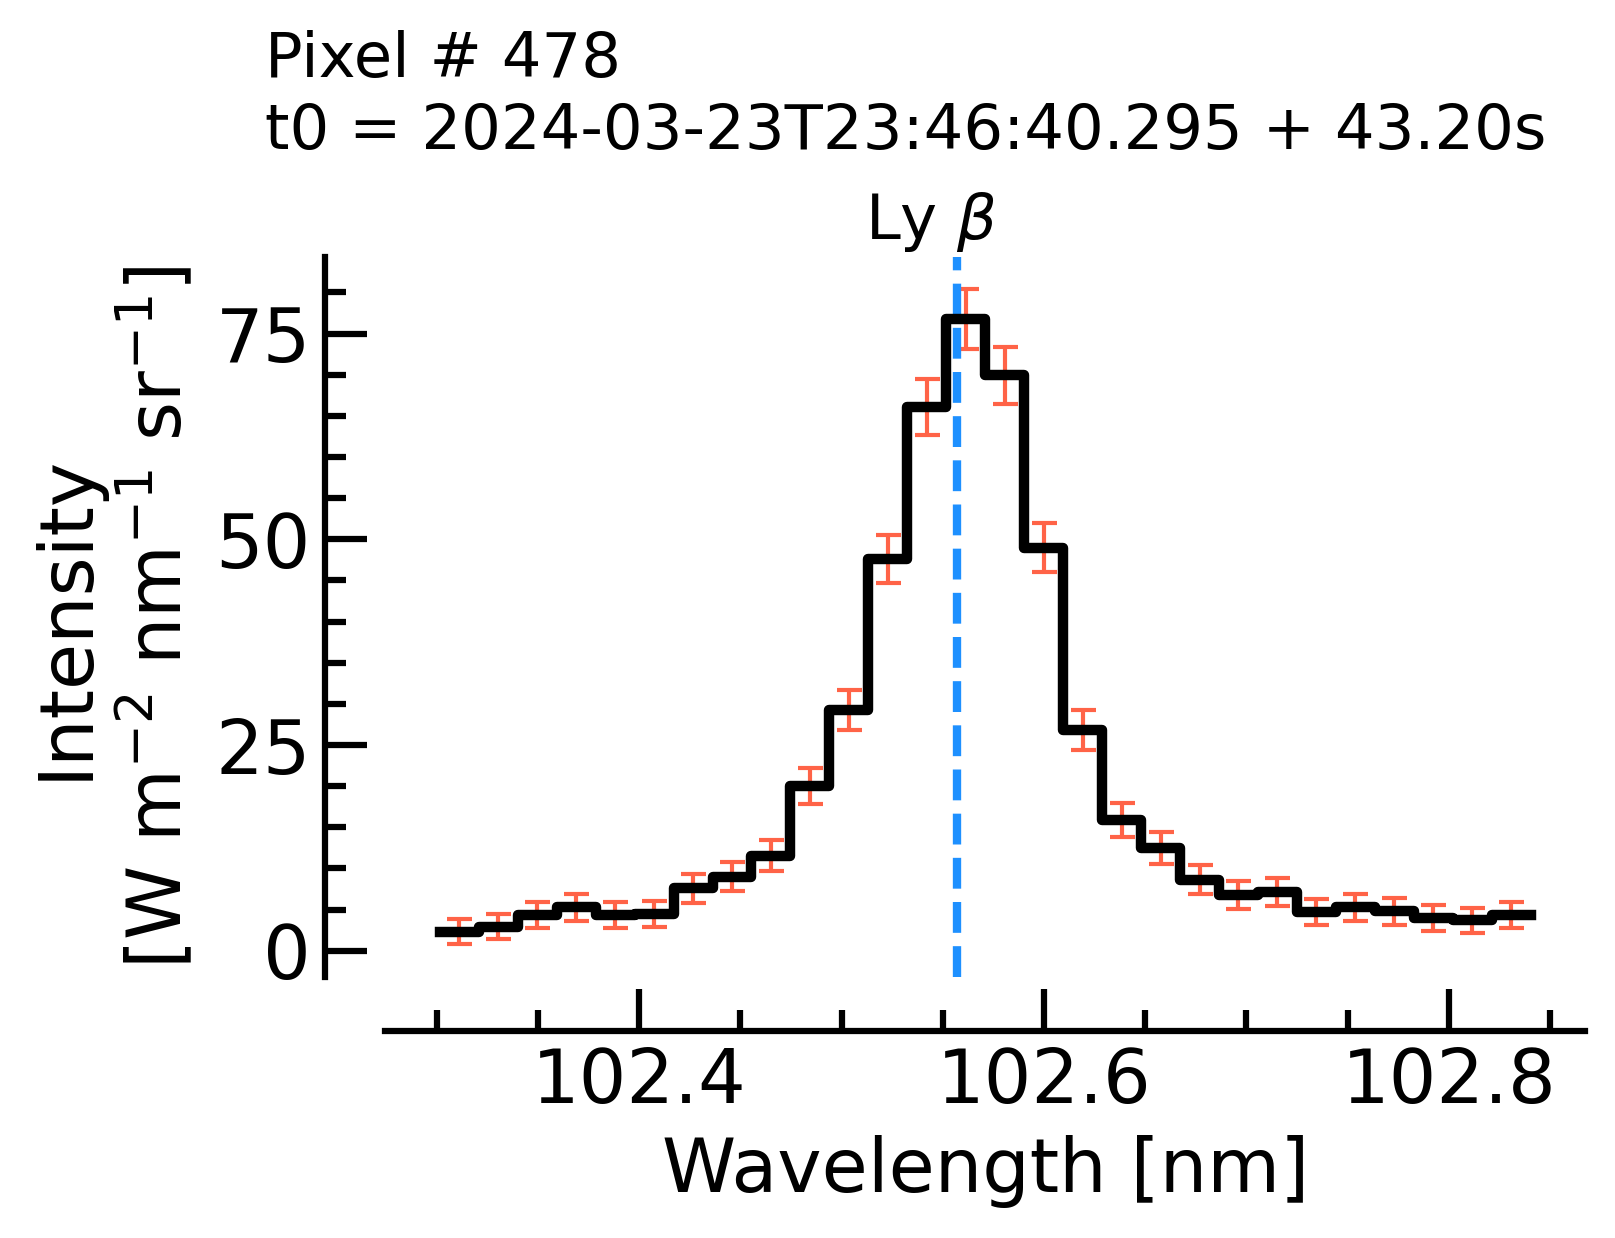 Pixel # 478
t0 = 2024-03-23T23:46:40.295 + 43.20s
Ly β
Intensity
[W m⁻² nm⁻¹ sr⁻¹]
75
50
25
0
102.4
102.6
102.8
Wavelength [nm]